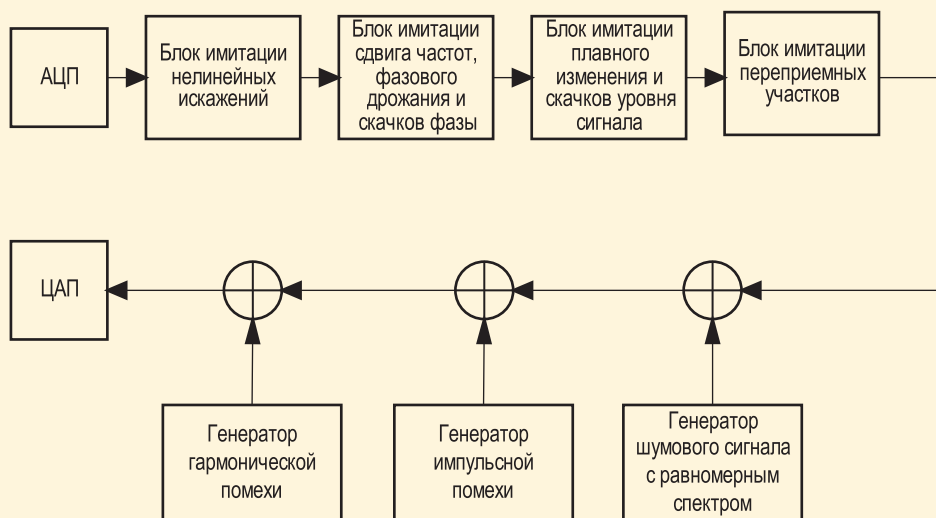 АЦП
Блок имитации
нелинейных
искажений
Блок имитации
сдвига частот,
фазового
дрожания и
скачков фазы
Блок имитации
плавного
изменения и
скачков уровня
сигнала
Блок имитации
переприемных
участков
ЦАП
Генератор
гармонической
помехи
Генератор
импульсной
помехи
Генератор
шумового сигнала
с равномерным
спектром